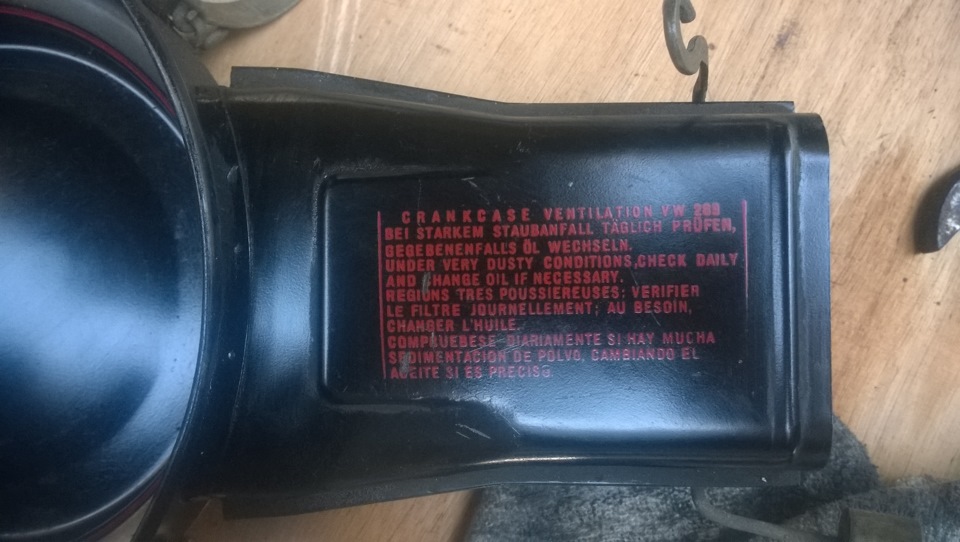 CRANKCASE VENTILATION VW 289
BEI STARKEM STAUBANFALL TÄGLICH PRÜFEN,
GEGEBENENFALLS ÖL WECHSELN.
UNDER VERY DUSTY CONDITIONS,CHECK DAILY
AND CHANGE OIL IF NECESSARY.
REGIONS TRES POUSSIEREUSES: VERIFIER
LE FILTRE JOURNELLEMENT; AU BESOIN,
CHANGER L'HUILE.
COMPRUEBESE DIARIAMENTE SI HAY MUCHA
SEDIMENTACION DE POLVO, CAMBIANDO EL
ACEITE SI ES PRECISO.